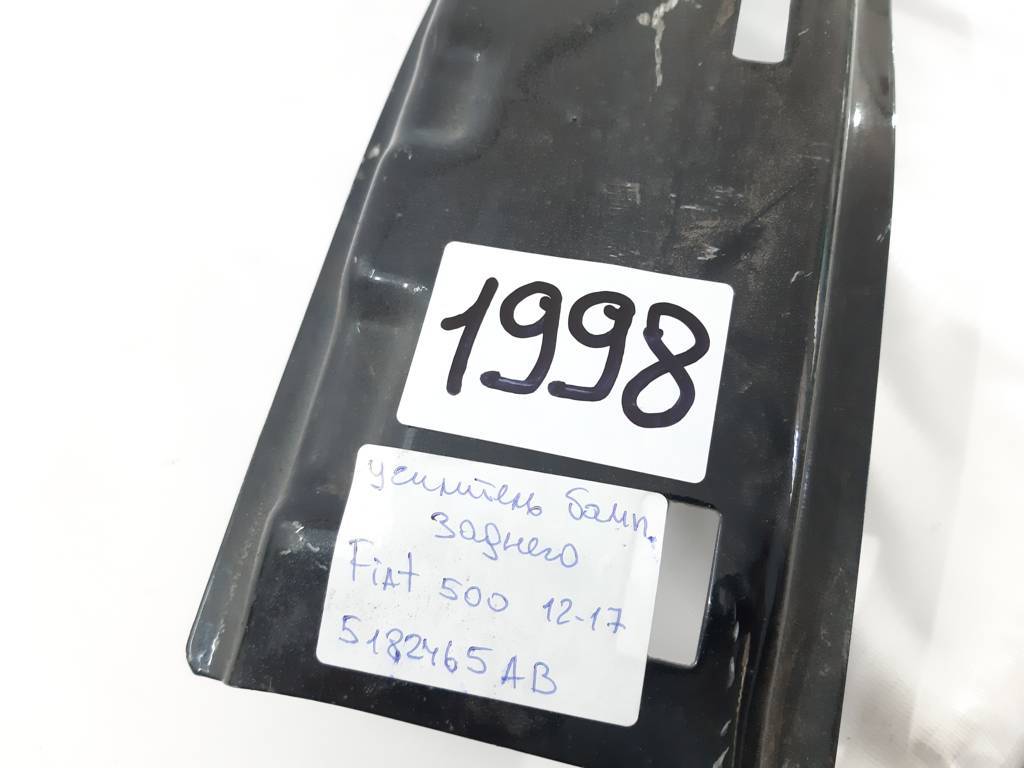 1998
усилитель бамп.
заднего
Fiat 500 12-17
5182465AB